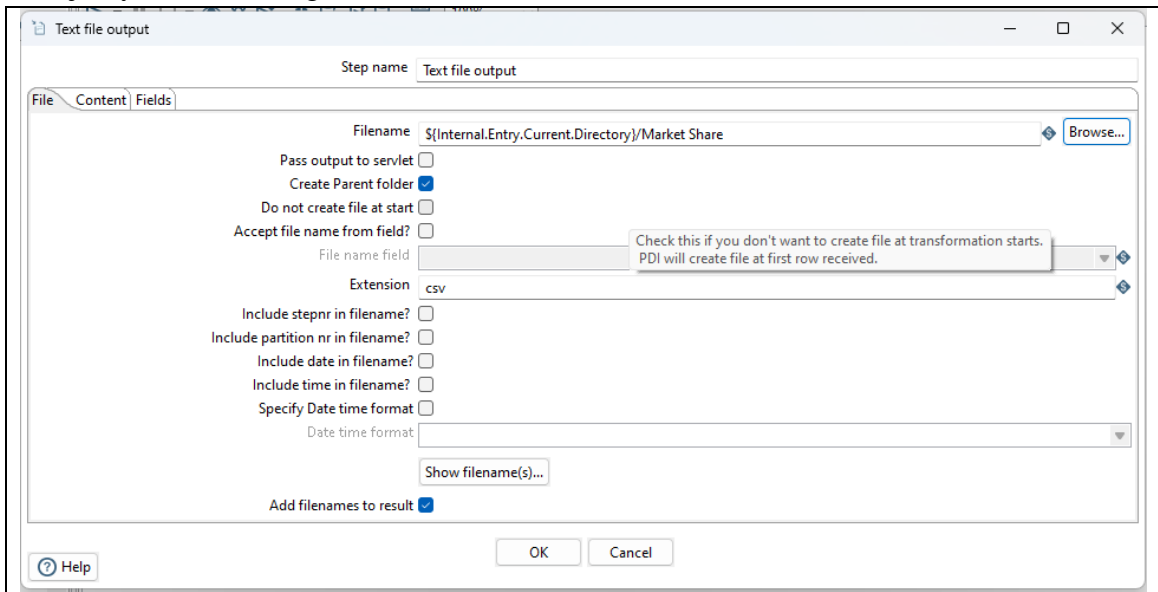 Text file output
Step name Text file output
File Content Fields
Filename ${Internal.Entry.Current.Directory}/Market Share Browse...
Pass output to servlet
Create Parent folder
Do not create file at start
Accept file name from field?
Check this if you don't want to create file at transformation starts.
PDI will create file at first row received.
File name field
Extension csv
Include stepnr in filename?
Include partition nr in filename?
Include date in filename?
Include time in filename?
Specify Date time format
Date time format
Show filename(s)...
Add filenames to result
OK Cancel
Help